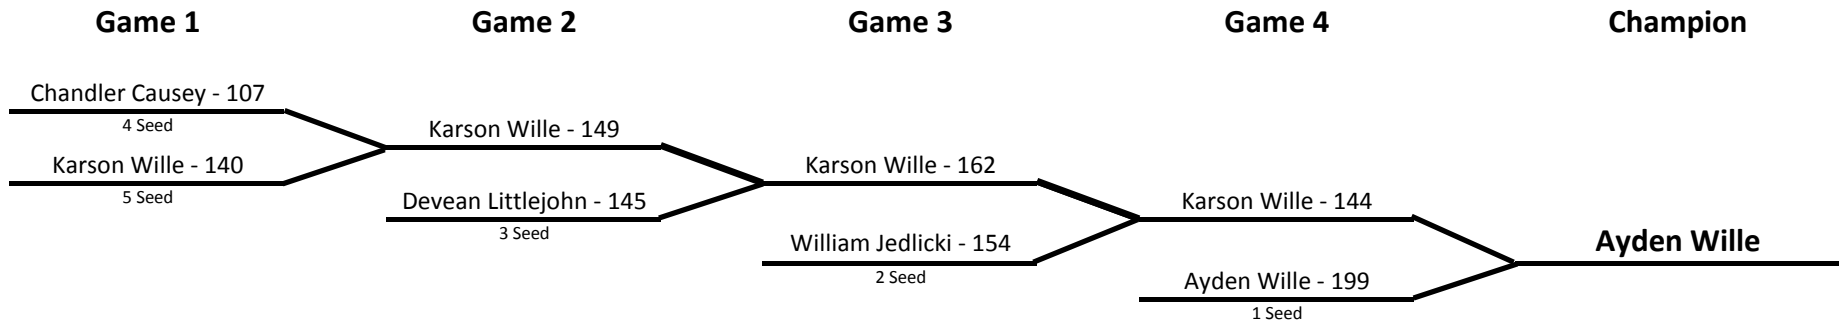 Game 1
Game 2
Game 3
Game 4
Champion
Chandler Causey - 107
4 Seed
Karson Wille - 140
5 Seed
Karson Wille - 149
Devean Littlejohn - 145
3 Seed
Karson Wille - 162
William Jedlicki - 154
2 Seed
Karson Wille - 144
Ayden Wille - 199
1 Seed
Ayden Wille